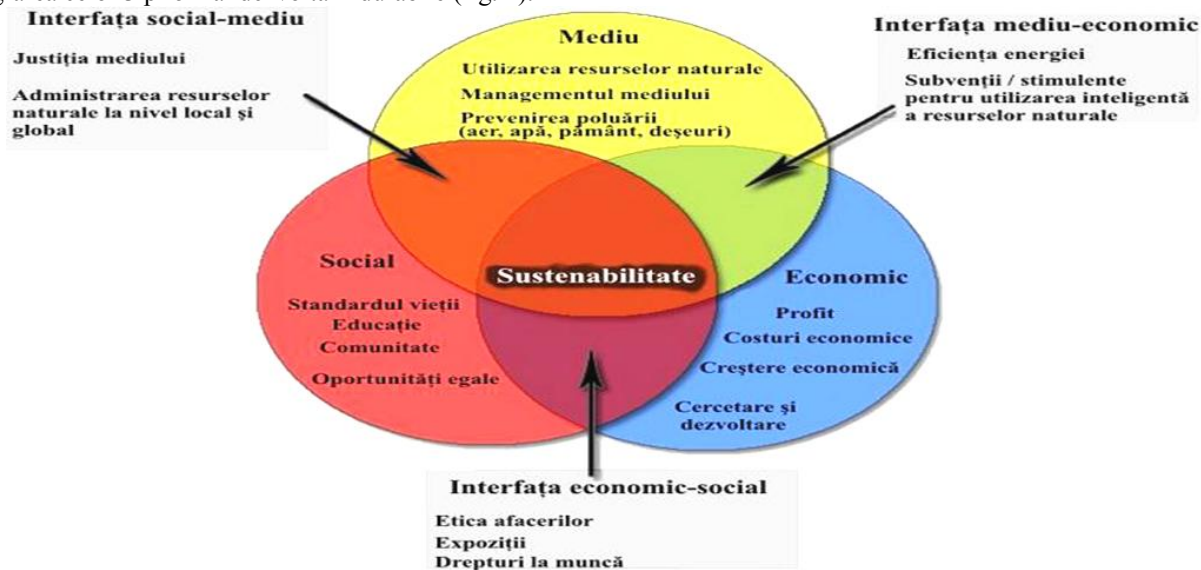 Interfața social-mediu
Justiția mediului
Administrarea resurselor
naturale la nivel local și
global
Mediu
Utilizarea resurselor naturale
Managementul mediului
Prevenirea poluării
(aer, apă, pământ, deșeuri)
Interfața mediu-economic
Eficiența energiei
Subvenții / stimulente
pentru utilizarea inteligentă
a resurselor naturale
Social
Standardul vieții
Educație
Comunitate
Oportunități egale
Sustenabilitate
Economic
Profit
Costuri economice
Creștere economică
Cercetare și
dezvoltare
Interfața economic-social
Etica afacerilor
Expoziții
Drepturi la muncă